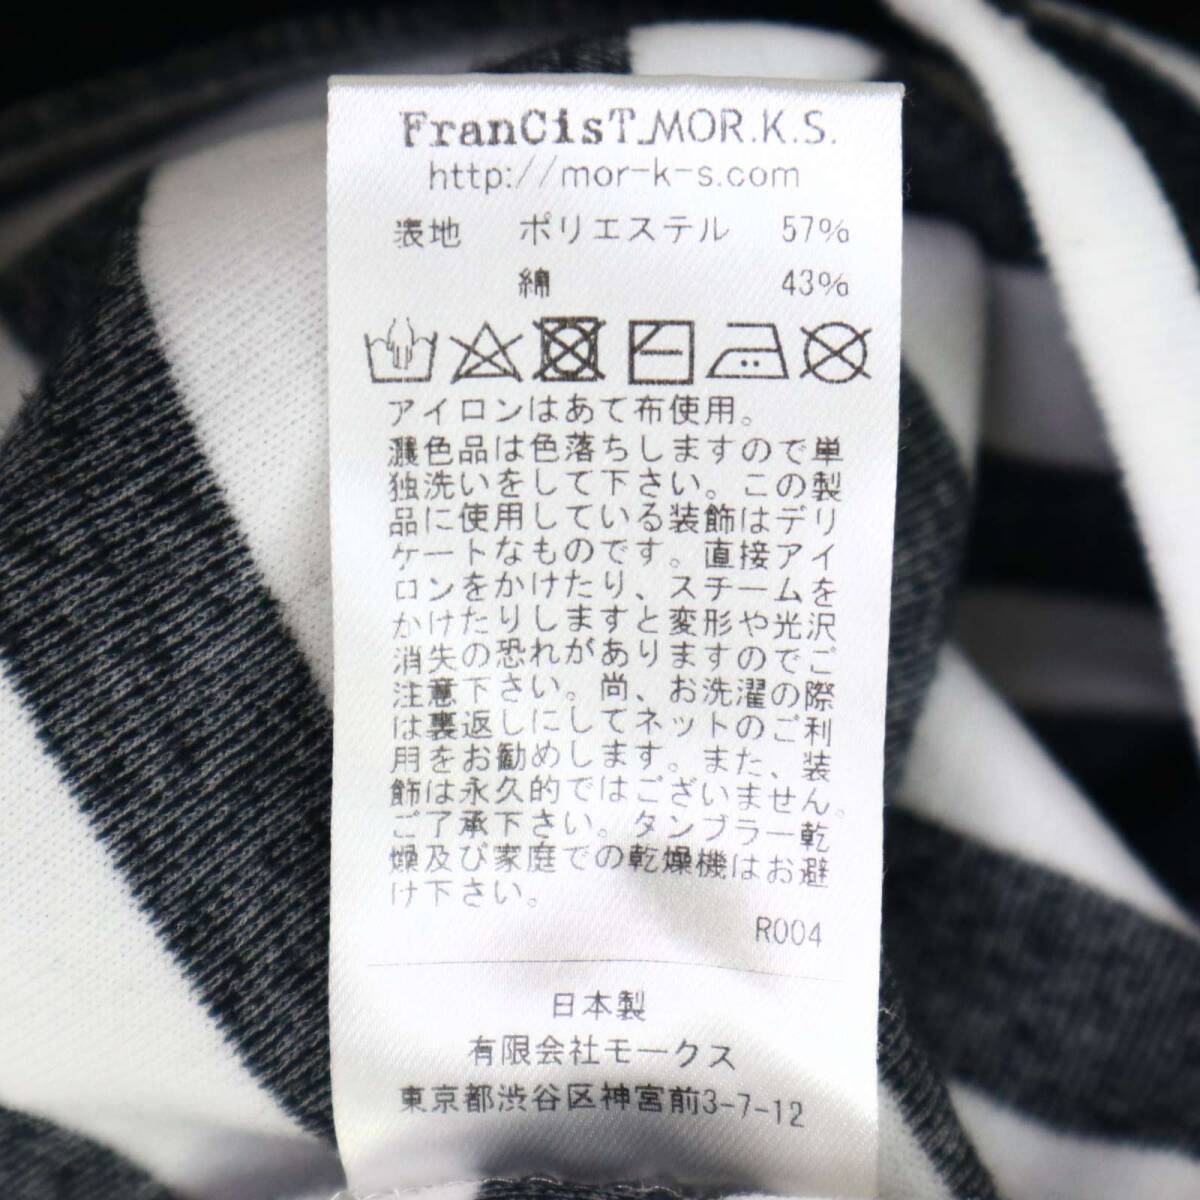 FranCisT_MOR.K.S.
http://mor-k-s.com
表地 ポリエステル 57%
綿 43%
アイロンはあて布使用。
濃色品は色落ちしますので単
独洗いをして下さい。この製
品に使用している装飾はデリ
ケートなものです。直接アイ
ロンをかけたり、スチームを
かけたりしますと変形や光沢
消失の恐れがありますのでご
注意下さい。尚、お洗濯の際
は裏返しにしてネットのご利
用をお勧めします。また、装
飾は永久的ではございません。
ご了承下さい。タンブラー乾
燥及び家庭での乾燥機はお避
け下さい。
R004
日本製
有限会社モークス
東京都渋谷区神宮前3-7-12